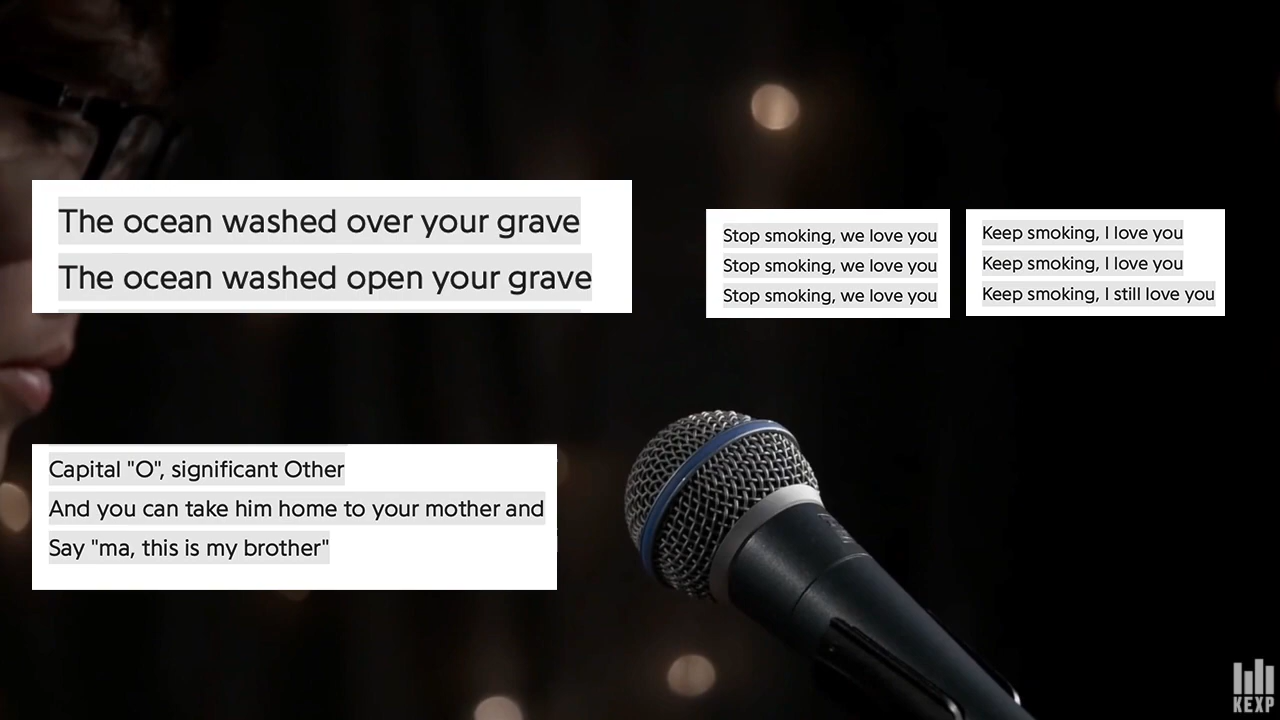 The ocean washed over your grave
The ocean washed open your grave
Stop smoking, we love you
Stop smoking, we love you
Stop smoking, we love you
Keep smoking, I love you
Keep smoking, I love you
Keep smoking, I still love you
Capital "O", significant Other
And you can take him home to your mother and
Say "ma, this is my brother"
KEXP